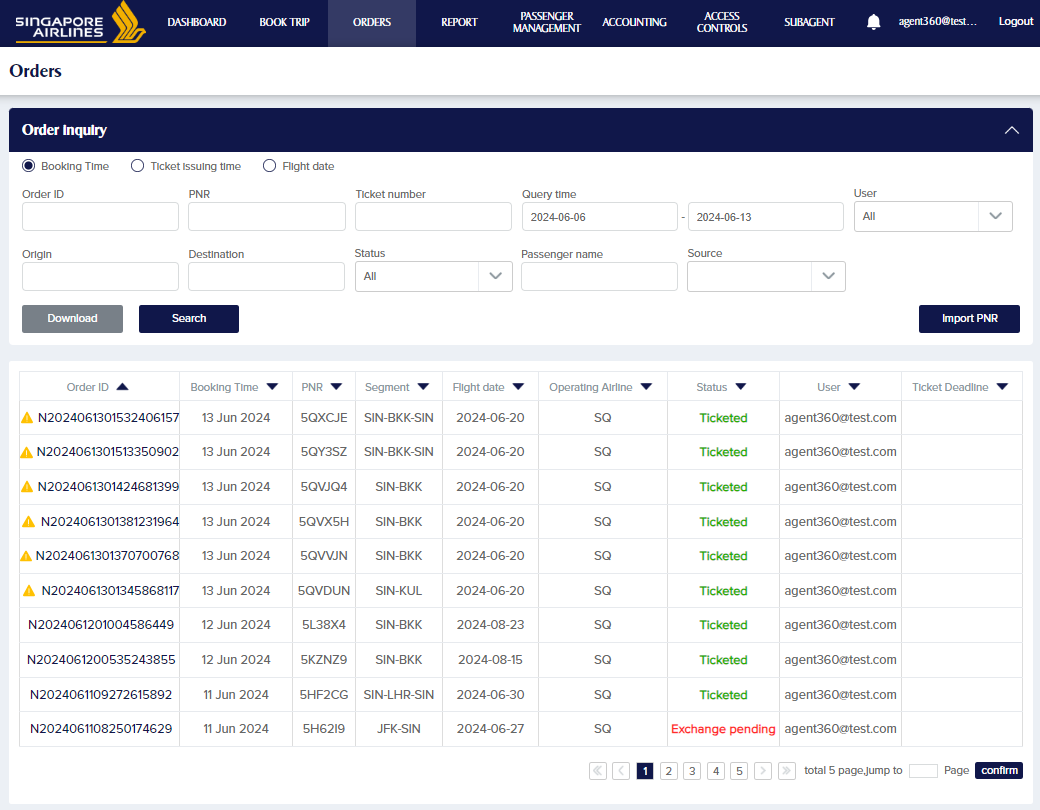 SINGAPORE AIRLINES
DASHBOARD
BOOK TRIP
ORDERS
REPORT
PASSENGER MANAGEMENT
ACCOUNTING
ACCESS CONTROLS
SUBAGENT
agent360@test...
Logout
Orders
Order Inquiry
Booking Time Ticket issuing time Flight date
Order ID PNR Ticket number Query time User
2024-06-06 - 2024-06-13 All
Origin Destination Status Passenger name Source
All
Download Search Import PNR
Order ID Booking Time PNR Segment Flight date Operating Airline Status User Ticket Deadline
N2024061301532406157 13 Jun 2024 5QXCJE SIN-BKK-SIN 2024-06-20 SQ Ticketed agent360@test.com
N2024061301513350902 13 Jun 2024 5QY3SZ SIN-BKK-SIN 2024-06-20 SQ Ticketed agent360@test.com
N2024061301424681399 13 Jun 2024 5QVJQ4 SIN-BKK 2024-06-20 SQ Ticketed agent360@test.com
N2024061301381231964 13 Jun 2024 5QVX5H SIN-BKK 2024-06-20 SQ Ticketed agent360@test.com
N2024061301370700768 13 Jun 2024 5QVVJN SIN-BKK 2024-06-20 SQ Ticketed agent360@test.com
N2024061301345868117 13 Jun 2024 5QVDUN SIN-KUL 2024-06-20 SQ Ticketed agent360@test.com
N2024061201004586449 12 Jun 2024 5L38X4 SIN-BKK 2024-08-23 SQ Ticketed agent360@test.com
N2024061200535243855 12 Jun 2024 5KZNZ9 SIN-BKK 2024-08-15 SQ Ticketed agent360@test.com
N2024061109272615892 11 Jun 2024 5HF2CG SIN-LHR-SIN 2024-06-30 SQ Ticketed agent360@test.com
N2024061108250174629 11 Jun 2024 5H62I9 JFK-SIN 2024-06-27 SQ Exchange pending agent360@test.com
1 2 3 4 5 total 5 page,jump to Page confirm